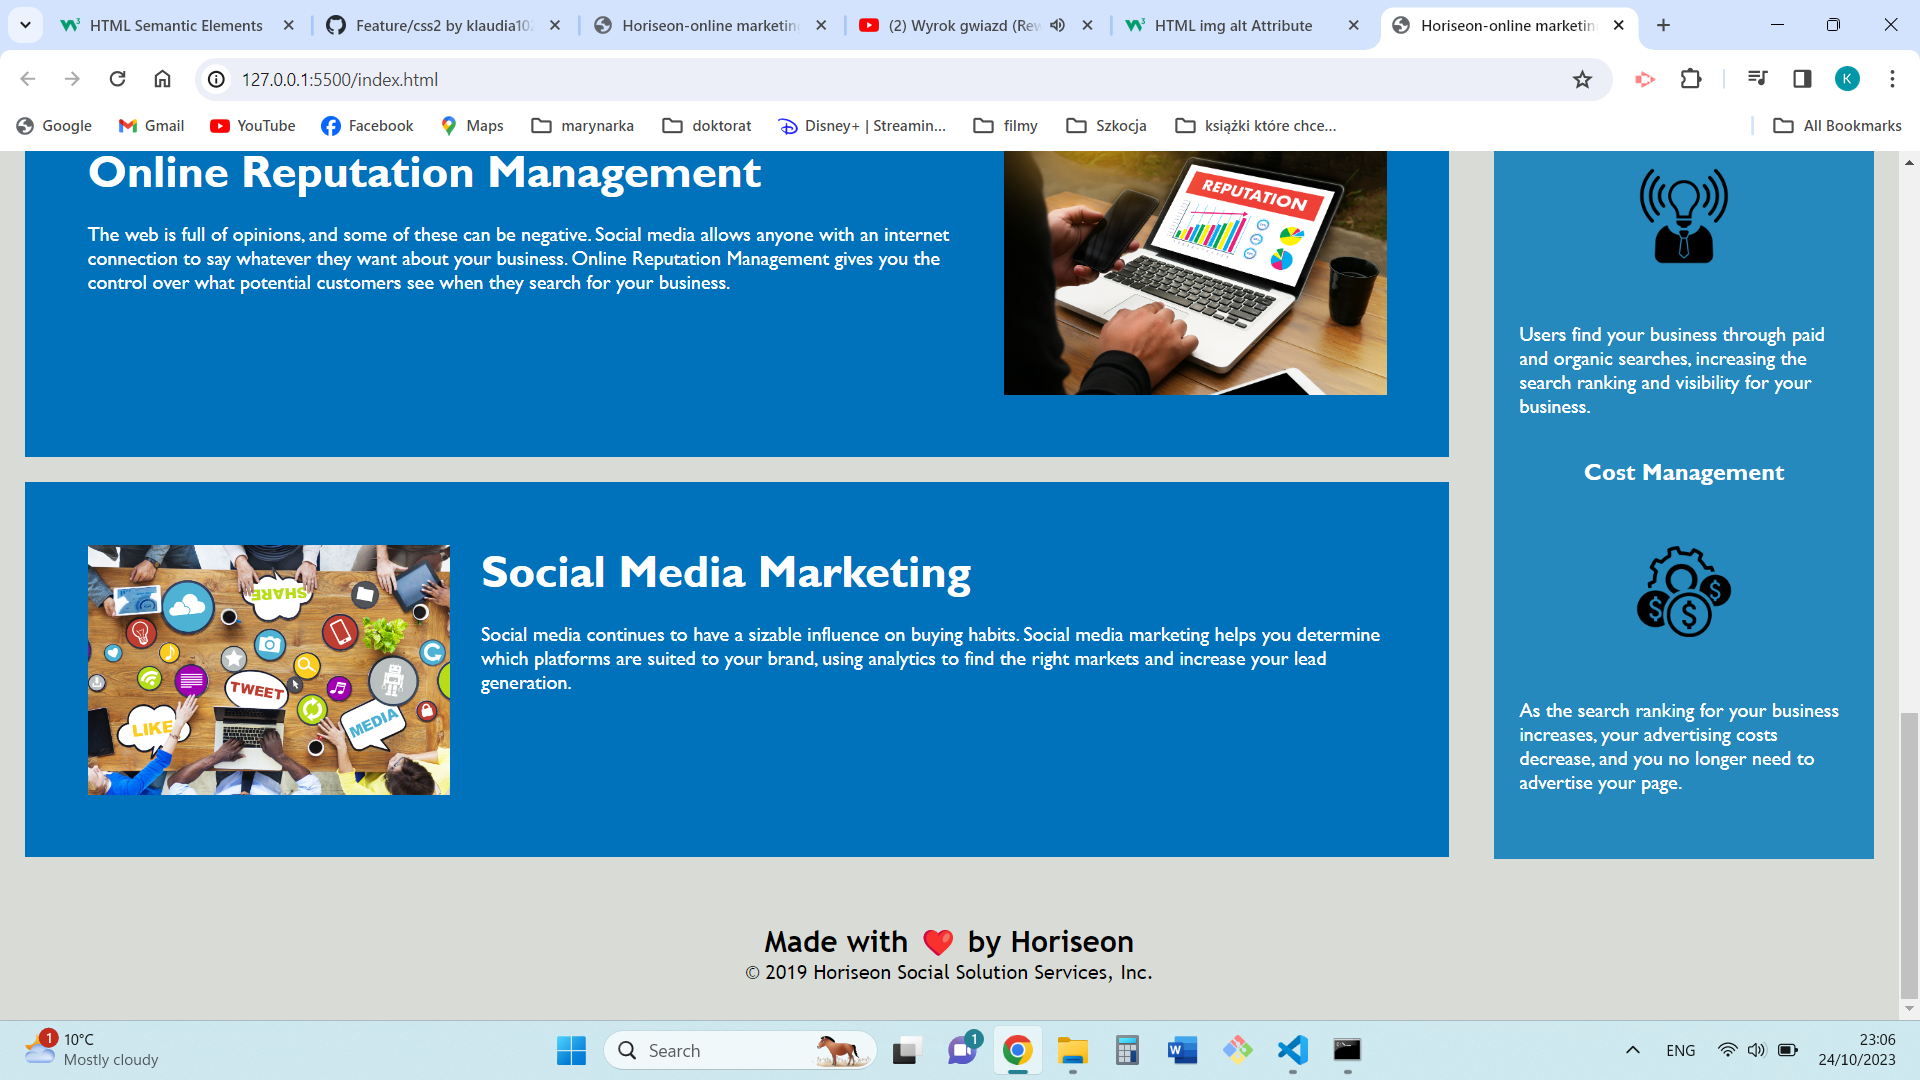 HTML Semantic Elements
Feature/css2 by klaudia102
Horiseon-online marketing
(2) Wyrok gwiazd (Rew
HTML img alt Attribute
Horiseon-online marketin
127.0.0.1:5500/index.html
K
Google
Gmail
YouTube
Facebook
Maps
marynarka
doktorat
Disney+ | Streamin...
filmy
Szkocja
książki które chce...
All Bookmarks
Online Reputation Management
The web is full of opinions, and some of these can be negative. Social media allows anyone with an internet
connection to say whatever they want about your business. Online Reputation Management gives you the
control over what potential customers see when they search for your business.
REPUTATION
Users find your business through paid
and organic searches, increasing the
search ranking and visibility for your
business.
Cost Management
Social Media Marketing
Social media continues to have a sizable influence on buying habits. Social media marketing helps you determine
which platforms are suited to your brand, using analytics to find the right markets and increase your lead
generation.
SHARE
TWEET
LIKE
MEDIA
As the search ranking for your business
increases, your advertising costs
decrease, and you no longer need to
advertise your page.
Made with ❤️ by Horiseon
© 2019 Horiseon Social Solution Services, Inc.
1
10°C
Mostly cloudy
Search
1
ENG
23:06
24/10/2023